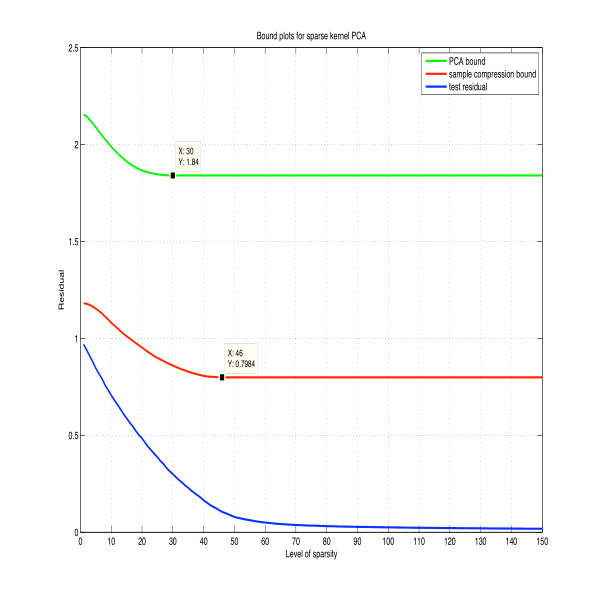 Bound plots for sparse kernel PCA
2.5
2
1.5
1
0.5
0
Residual
PCA bound
sample compression bound
test residual
X: 30
Y: 1.84
X: 46
Y: 0.7984
0 10 20 30 40 50 60 70 80 90 100 110 120 130 140 150
Level of sparsity